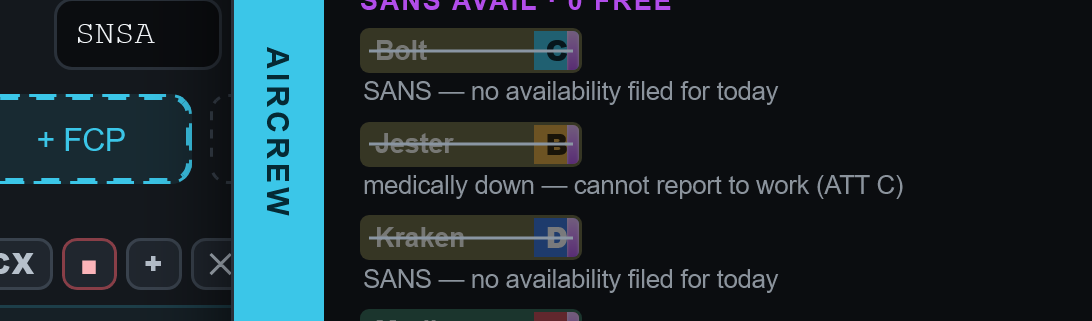 SANS AVAIL · 0 FREE
SNSA
+ FCP
CX
+
AIRCREW
Bolt C
SANS — no availability filed for today
Jester B
medically down — cannot report to work (ATT C)
Kraken D
SANS — no availability filed for today